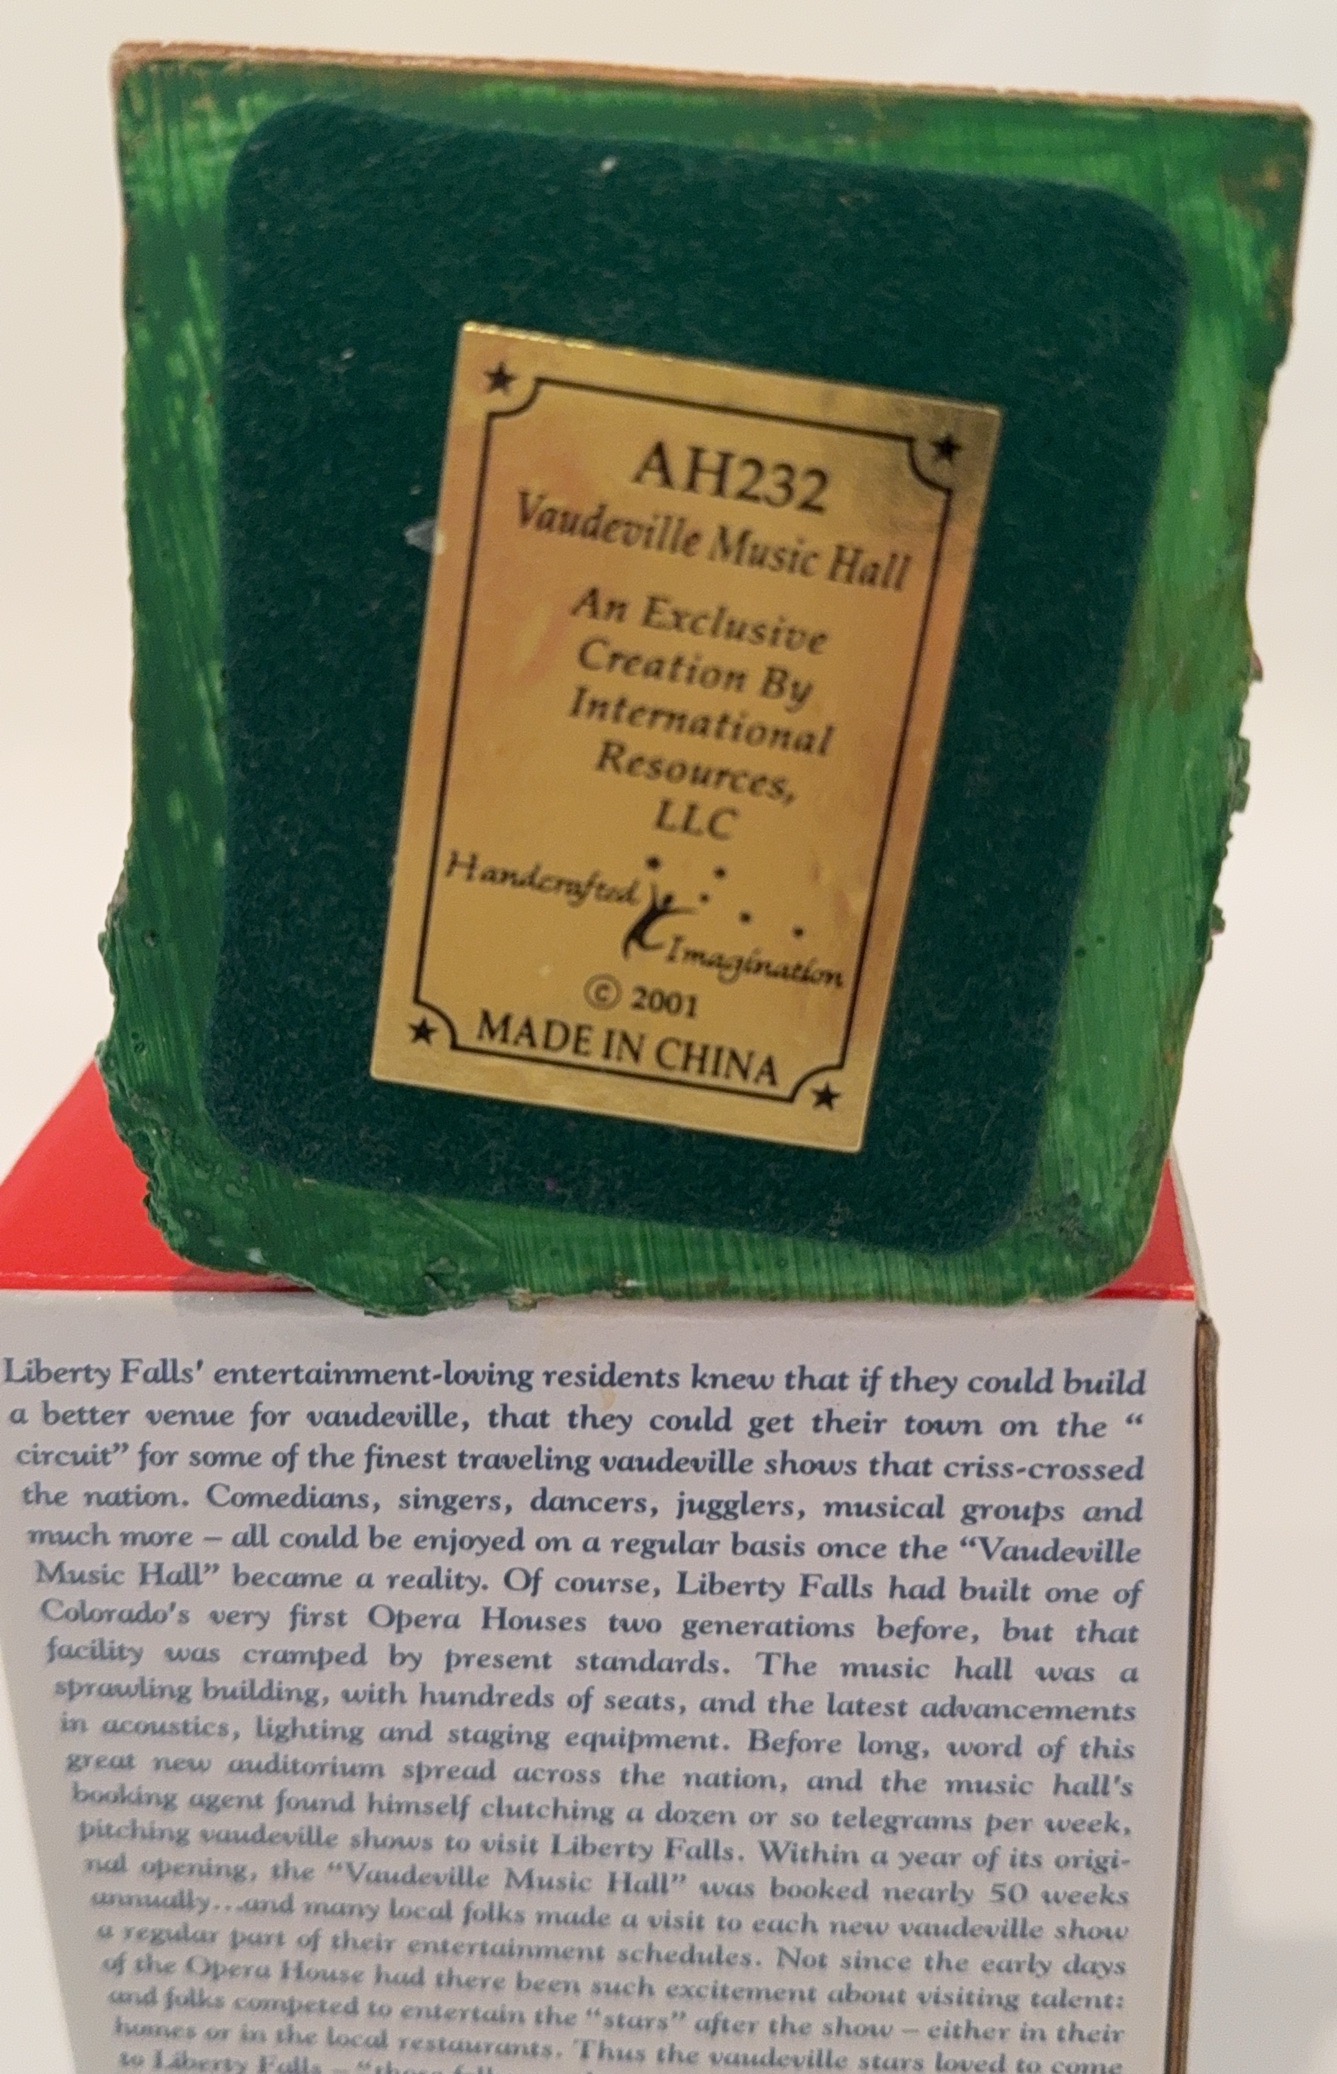 AH232
Vaudeville Music Hall
An Exclusive
Creation By
International
Resources,
LLC
Handcrafted
Imagination
© 2001
MADE IN CHINA
Liberty Falls' entertainment-loving residents knew that if they could build
a better venue for vaudeville, that they could get their town on the “
circuit” for some of the finest traveling vaudeville shows that criss-crossed
the nation. Comedians, singers, dancers, jugglers, musical groups and
much more – all could be enjoyed on a regular basis once the “Vaudeville
Music Hall” became a reality. Of course, Liberty Falls had built one of
Colorado's very first Opera Houses two generations before, but that
facility was cramped by present standards. The music hall was a
sprawling building, with hundreds of seats, and the latest advancements
in acoustics, lighting and staging equipment. Before long, word of this
great new auditorium spread across the nation, and the music hall's
booking agent found himself clutching a dozen or so telegrams per week,
pitching vaudeville shows to visit Liberty Falls. Within a year of its origi-
nal opening, the “Vaudeville Music Hall” was booked nearly 50 weeks
annually...and many local folks made a visit to each new vaudeville show
a regular part of their entertainment schedules. Not since the early days
of the Opera House had there been such excitement about visiting talent:
and folks competed to entertain the “stars” after the show – either in their
homes or in the local restaurants. Thus the vaudeville stars loved to come
to Liberty Falls – “those